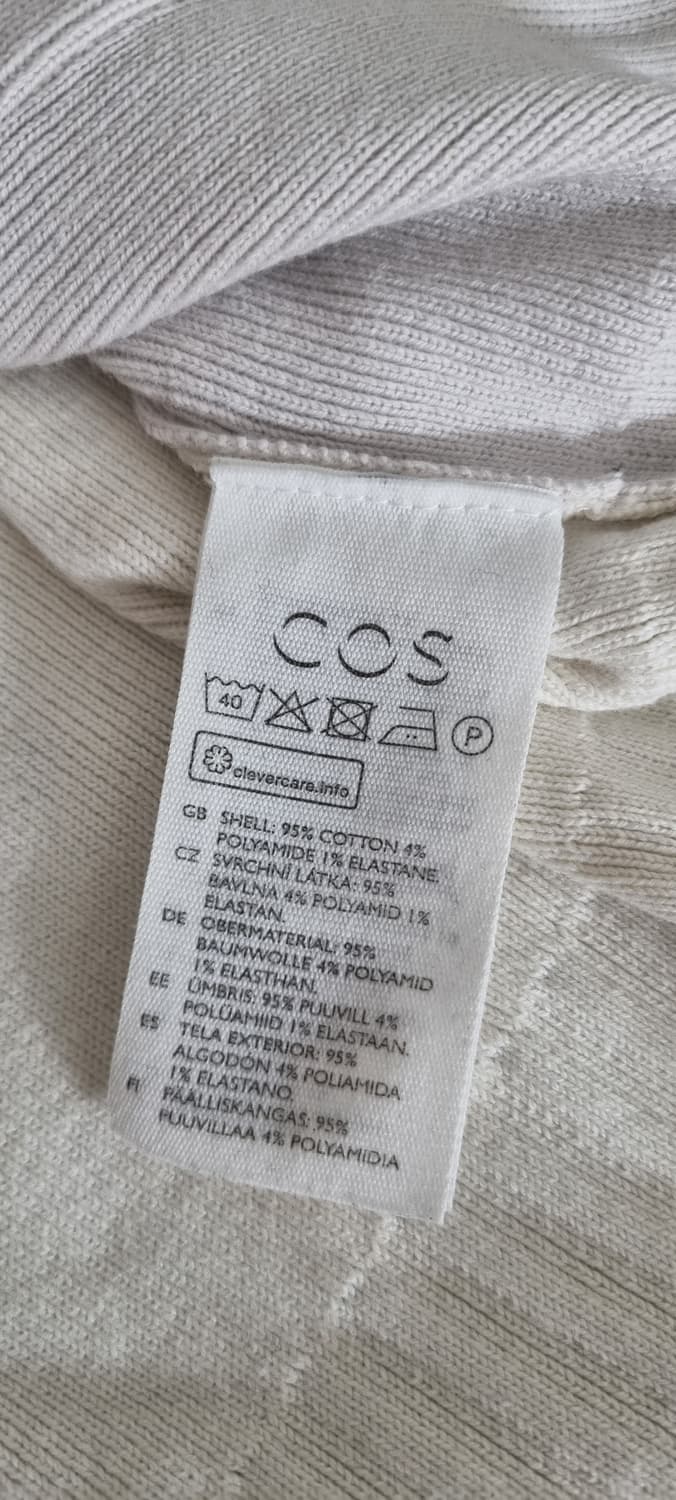 COS
40 P
clevercare.info
GB SHELL: 95% COTTON 4%
POLYAMIDE 1% ELASTANE.
CZ SVRCHNÍ LÁTKA: 95%
BAVLNA 4% POLYAMID 1%
ELASTAN.
DE OBERMATERIAL: 95%
BAUMWOLLE 4% POLYAMID
1% ELASTHAN.
EE ÜMBRIS: 95% PUUVILL 4%
POLÜAMIID 1% ELASTAAN.
ES TELA EXTERIOR: 95%
ALGODÓN 4% POLIAMIDA
1% ELASTANO.
FI PÄÄLLISKANGAS: 95%
PUUVILLAA 4% POLYAMIDIA